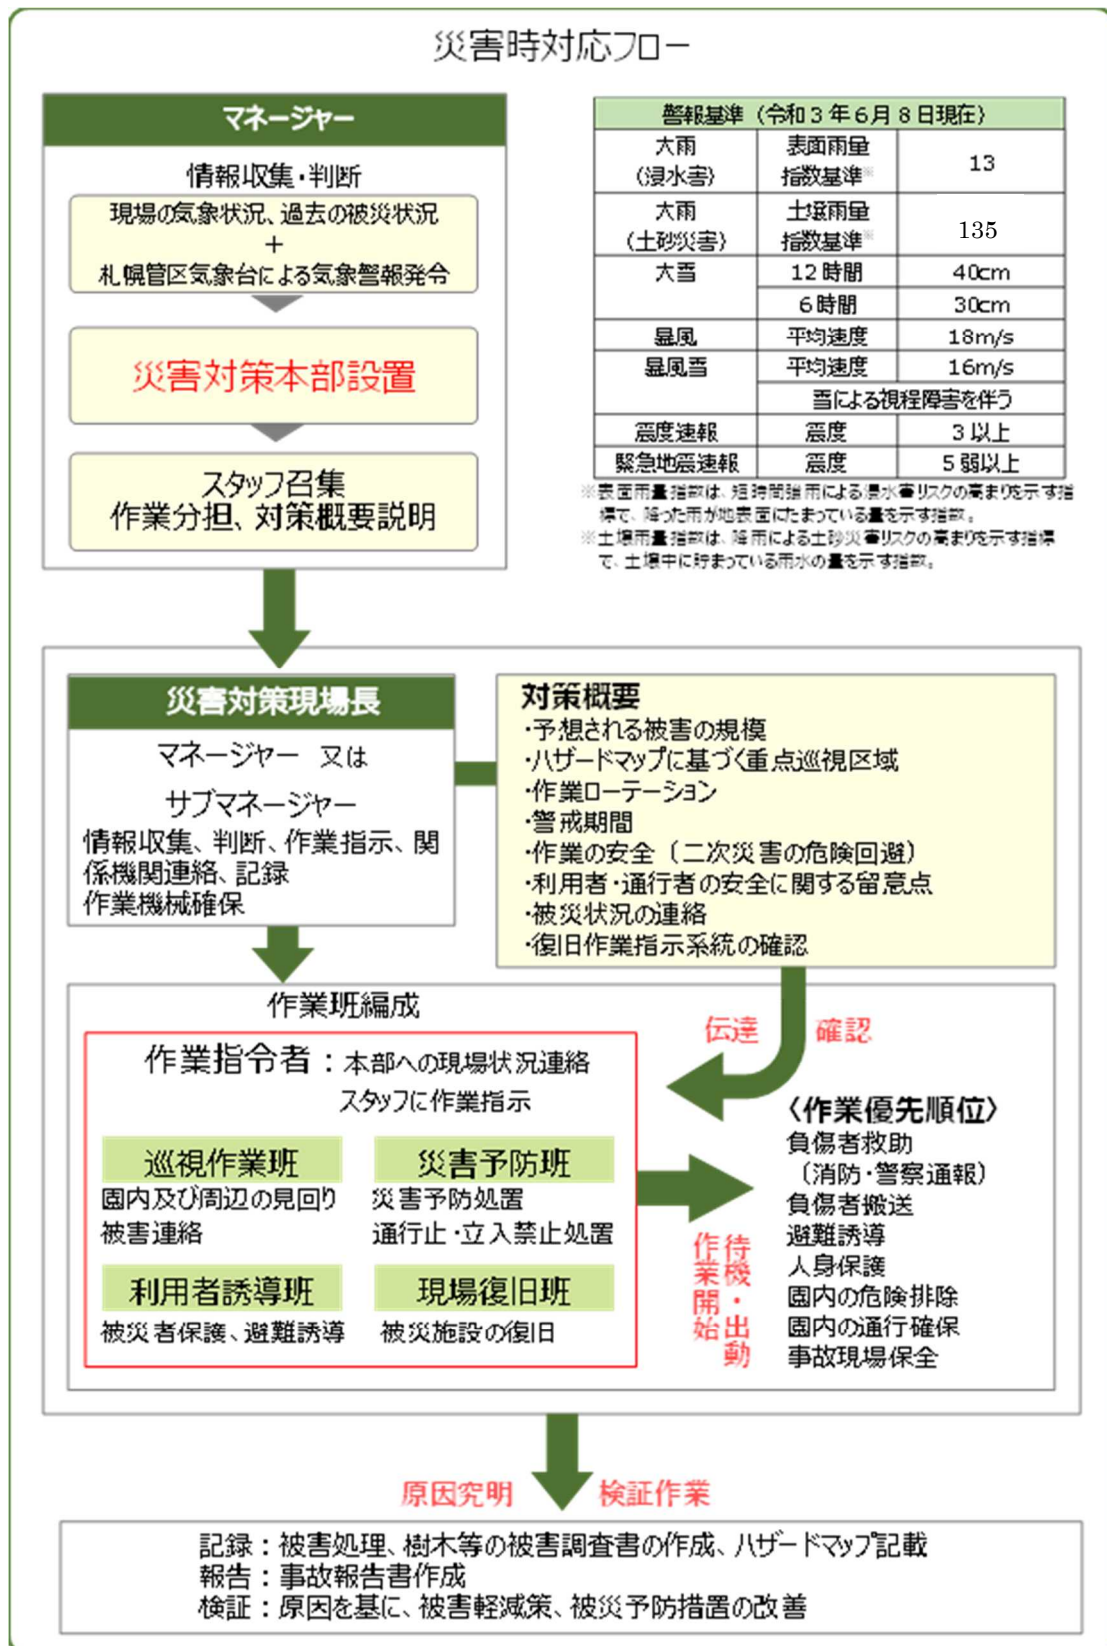 災害時対応フロー
マネージャー
情報収集・判断
現場の気象状況、過去の被災状況
+
札幌管区気象台による気象警報発令
災害対策本部設置
スタッフ召集
作業分担、対策概要説明
警報基準（令和３年６月８日現在）
大雨
（浸水害）
表面雨量
指数基準※
13
大雨
（土砂災害）
土壌雨量
指数基準※
135
大雪
12時間
40cm
6時間
30cm
暴風
平均速度
18m/s
暴風雪
平均速度
16m/s
雪による視程障害を伴う
震度速報
震度
3以上
緊急地震速報
震度
5弱以上
※表面雨量指数は、短時間強雨による浸水害リスクの高まりを示す指
標で、降った雨が地表面にたまっている量を示す指数。
※土壌雨量指数は、降雨による土砂災害リスクの高まりを示す指標
で、土壌中に貯まっている雨水の量を示す指数。
災害対策現場長
マネージャー 又は
サブマネージャー
情報収集、判断、作業指示、関
係機関連絡、記録
作業機械確保
対策概要
・予想される被害の規模
・ハザードマップに基づく重点巡視区域
・作業ローテーション
・警戒期間
・作業の安全（二次災害の危険回避）
・利用者・通行者の安全に関する留意点
・被災状況の連絡
・復旧作業指示系統の確認
伝達 確認
作業班編成
作業指令者：本部への現場状況連絡
スタッフに作業指示
巡視作業班
園内及び周辺の見回り
被害連絡
災害予防班
災害予防処置
通行止・立入禁止処置
利用者誘導班
被災者保護、避難誘導
現場復旧班
被災施設の復旧
待機・出動
作業開始
〈作業優先順位〉
負傷者救助
（消防・警察通報）
負傷者搬送
避難誘導
人身保護
園内の危険排除
園内の通行確保
事故現場保全
原因究明 検証作業
記録：被害処理、樹木等の被害調査書の作成、ハザードマップ記載
報告：事故報告書作成
検証：原因を基に、被害軽減策、被災予防措置の改善